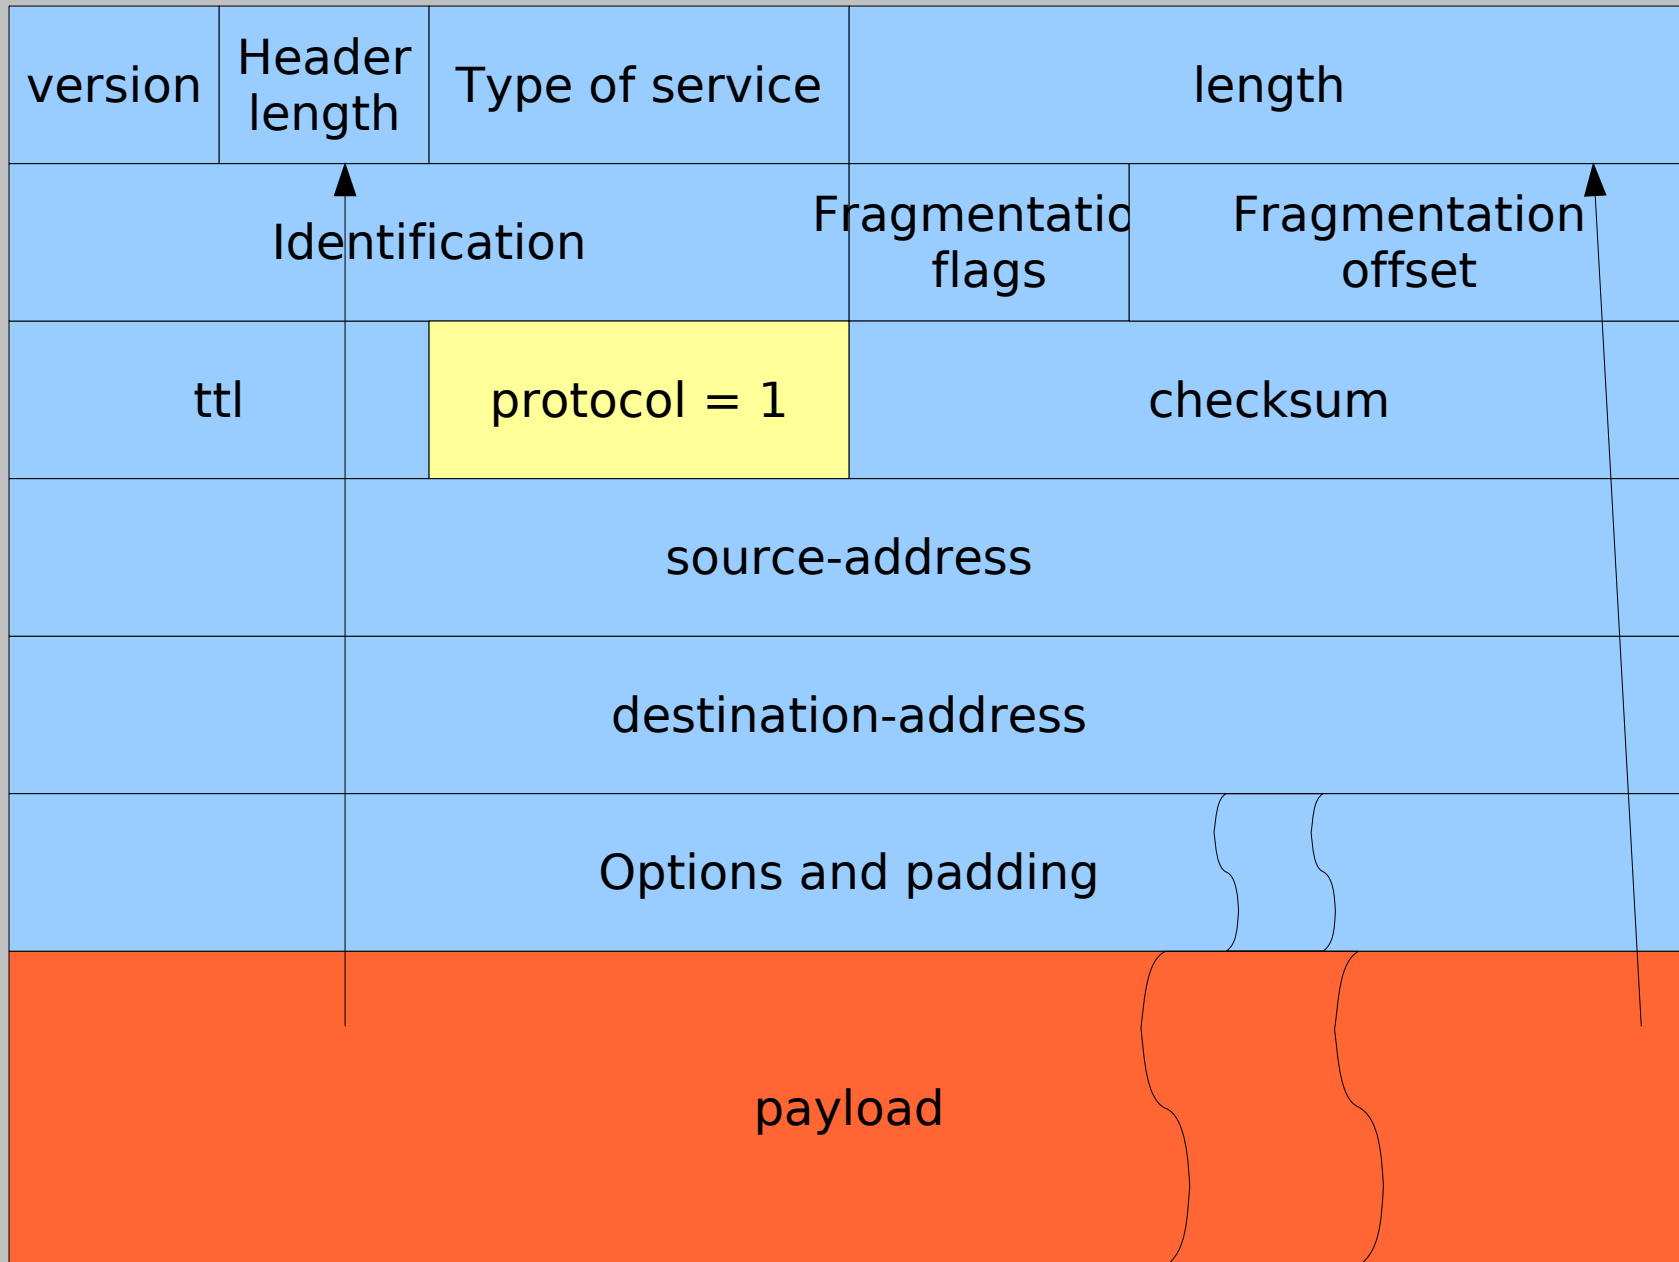 version
Header
length
Type of service
length
Identification
Fragmentatio
flags
Fragmentation
offset
ttl
protocol = 1
checksum
source-address
destination-address
Options and padding
payload